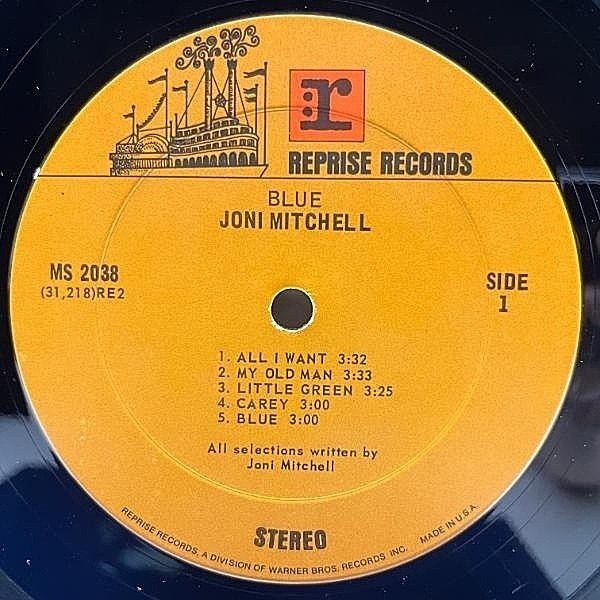 :r
REPRISE RECORDS
BLUE
JONI MITCHELL
MS 2038
(31,218)RE2
SIDE
1
1. ALL I WANT 3:32
2. MY OLD MAN 3:33
3. LITTLE GREEN 3:25
4. CAREY 3:00
5. BLUE 3:00
All selections written by
Joni Mitchell
STEREO
REPRISE RECORDS, A DIVISION OF WARNER BROS. RECORDS INC. MADE IN U.S.A.